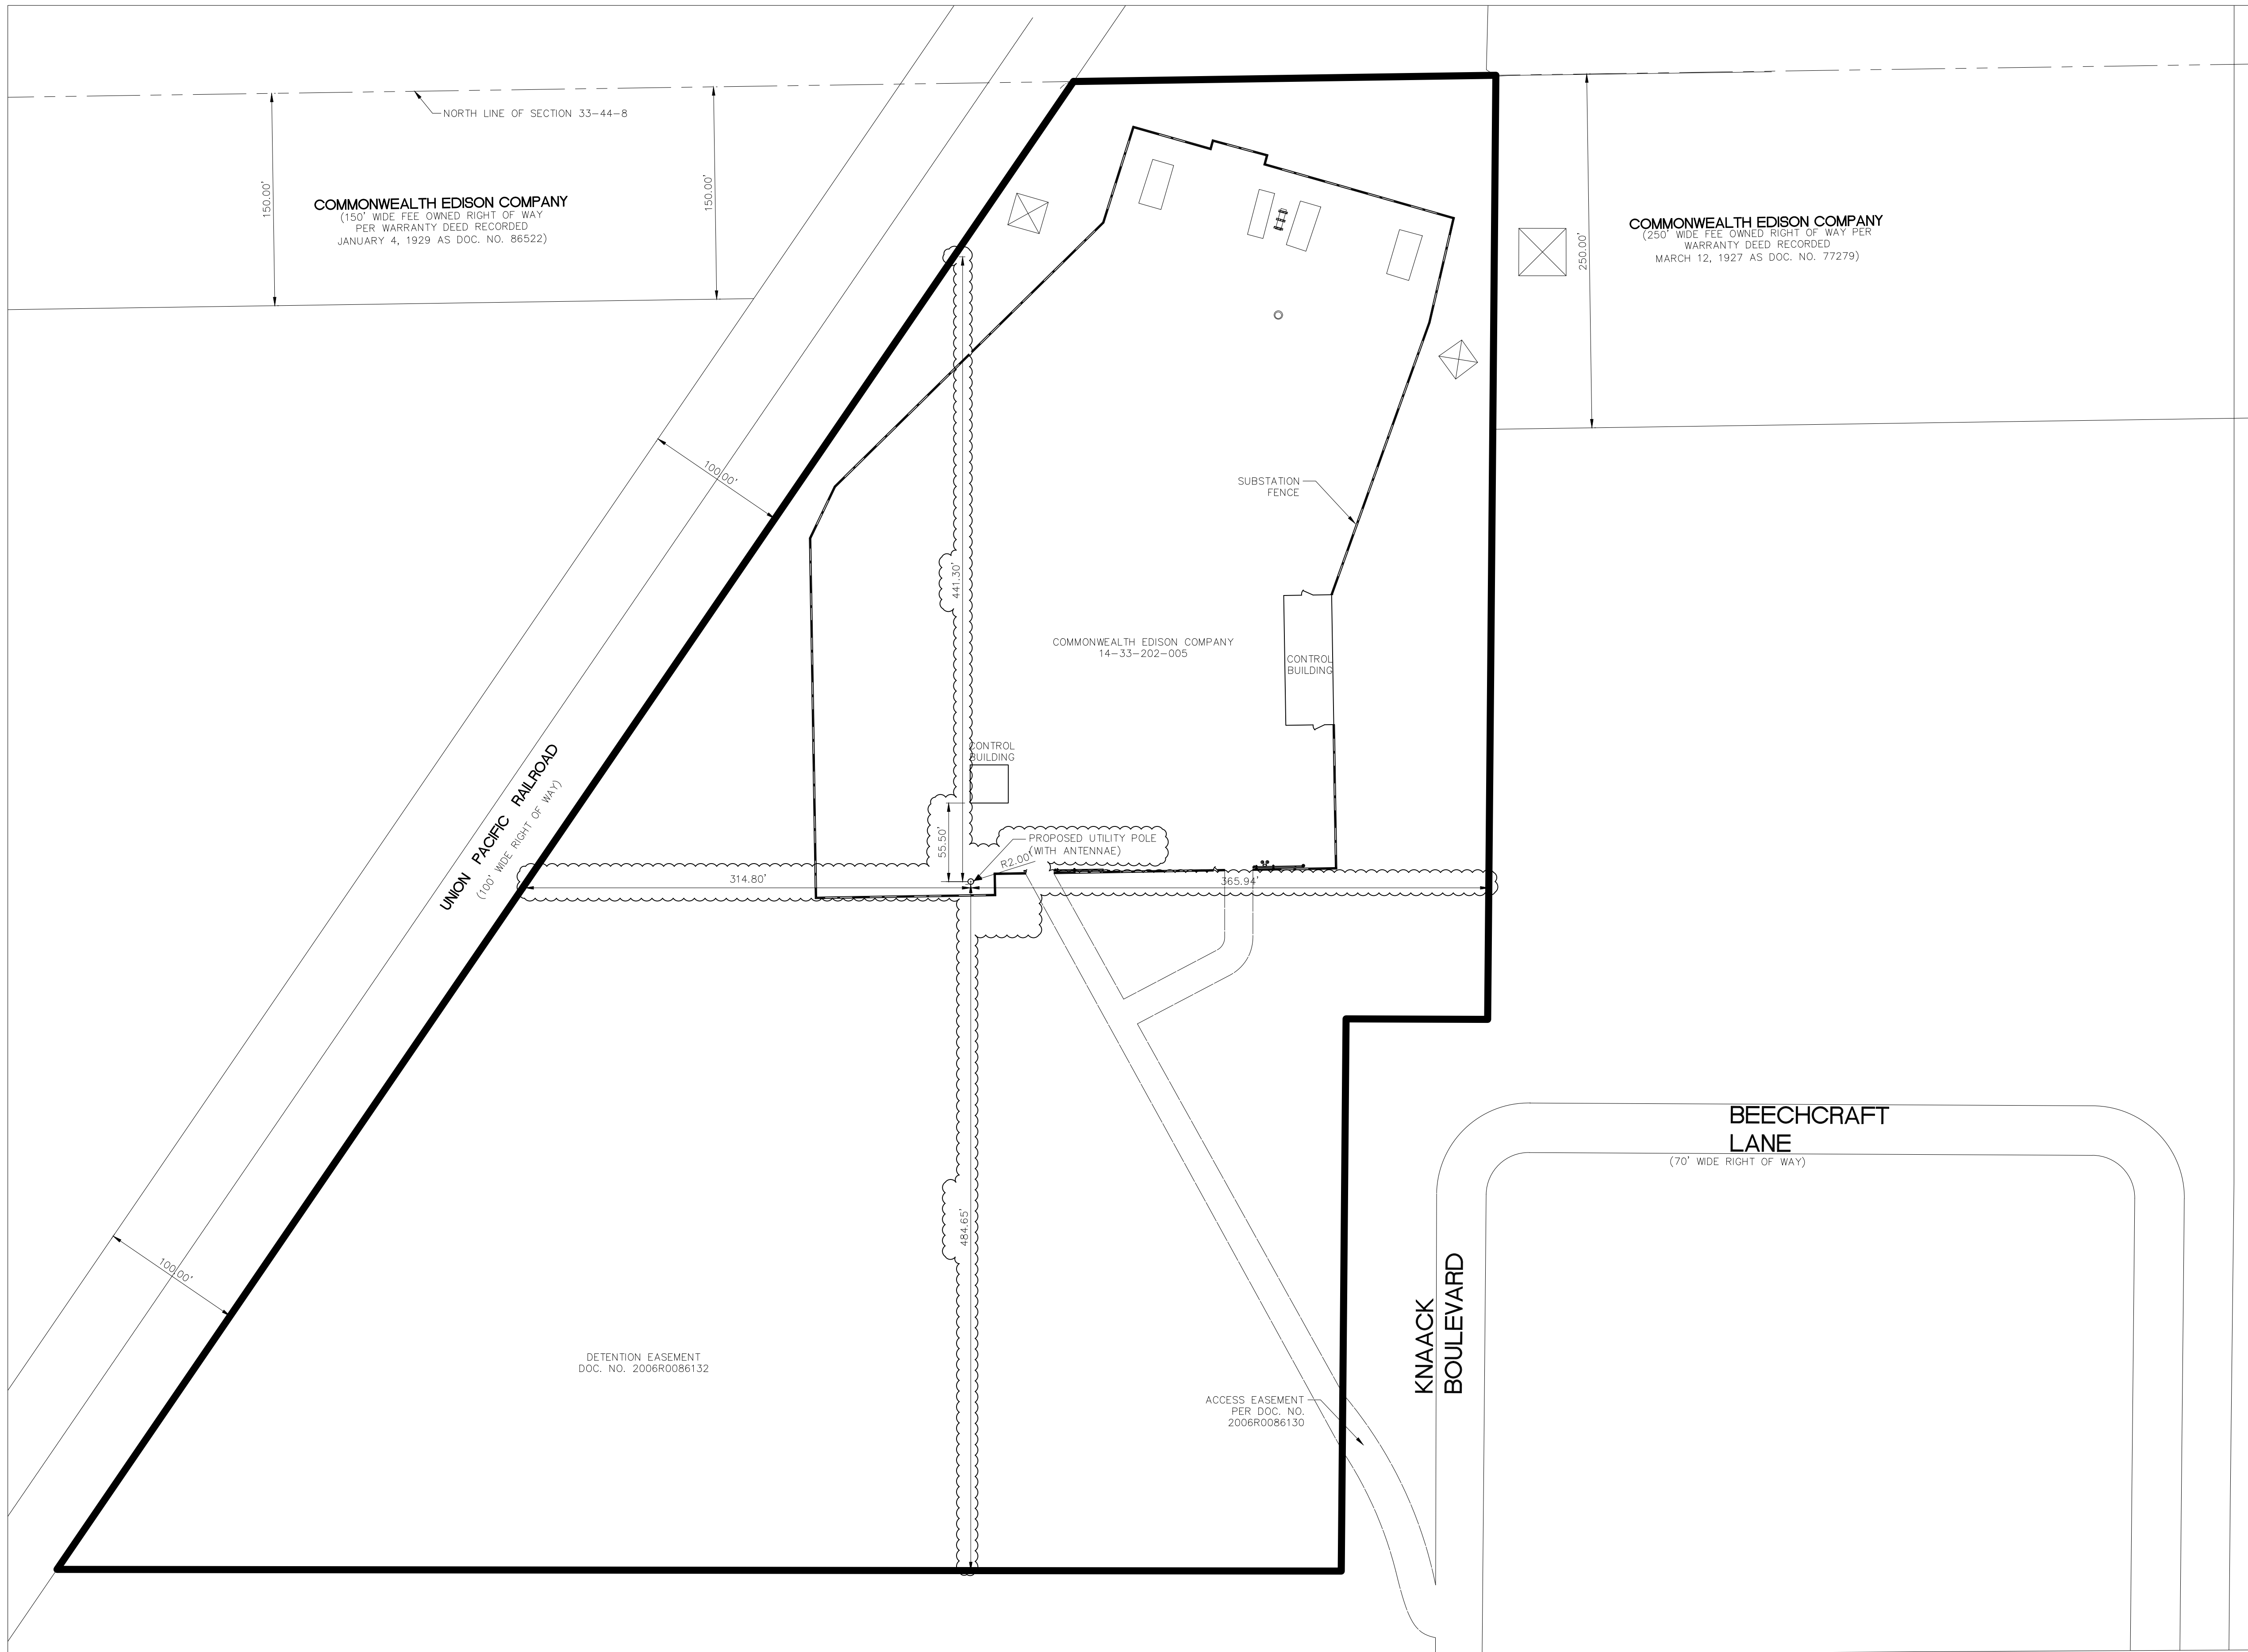 NORTH LINE OF SECTION 33-44-8
150.00'
150.00'
COMMONWEALTH EDISON COMPANY
(150' WIDE FEE OWNED RIGHT OF WAY
PER WARRANTY DEED RECORDED
JANUARY 4, 1929 AS DOC. NO. 86522)
250.00'
COMMONWEALTH EDISON COMPANY
(250' WIDE FEE OWNED RIGHT OF WAY PER
WARRANTY DEED RECORDED
MARCH 12, 1927 AS DOC. NO. 77279)
100.00'
SUBSTATION
FENCE
441.30'
COMMONWEALTH EDISON COMPANY
14-33-202-005
CONTROL
BUILDING
CONTROL
BUILDING
UNION PACIFIC RAILROAD
(100' WIDE RIGHT OF WAY)
55.50'
PROPOSED UTILITY POLE
(WITH ANTENNAE)
R2.00'
314.80'
365.94'
BEECHCRAFT
LANE
(70' WIDE RIGHT OF WAY)
484.65'
100.00'
KNAACK
BOULEVARD
DETENTION EASEMENT
DOC. NO. 2006R0086132
ACCESS EASEMENT
PER DOC. NO.
2006R0086130